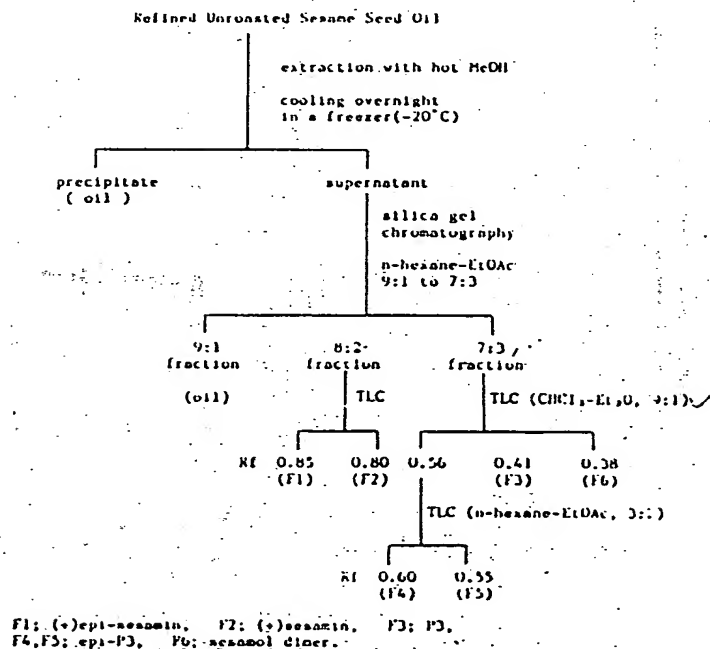 Refined Unroasted Sesame Seed Oil
extraction with hot MeOH
cooling overnight
in a freezer(-20°C)
precipitate
( oil )
supernatant
silica gel
chromatography
n-hexane-EtOAc
9:1 to 7:3
9:1
fraction
(oil)
8:2
fraction
TLC
7:3
fraction
TLC (CHCl₃-Et₂O, 9:1)
Rf 0.85 0.80 0.56 0.41 0.38
(F1) (F2) (F3) (F6)
TLC (n-hexane-EtOAc,
Rf 0.60 0.55
(F4) (F5)
F1; (+)epi-sesamin, F2; (+)sesamin, F3; P3,
F4,F5; epi-P3, F6; sesamol dimer.